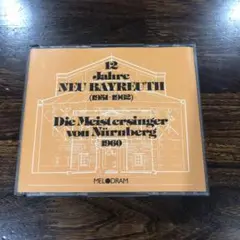 12
Jahre
NEU BAYREUTH
(1951-1962)
Die Meistersinger
von Nürnberg
1960
MELODRAM